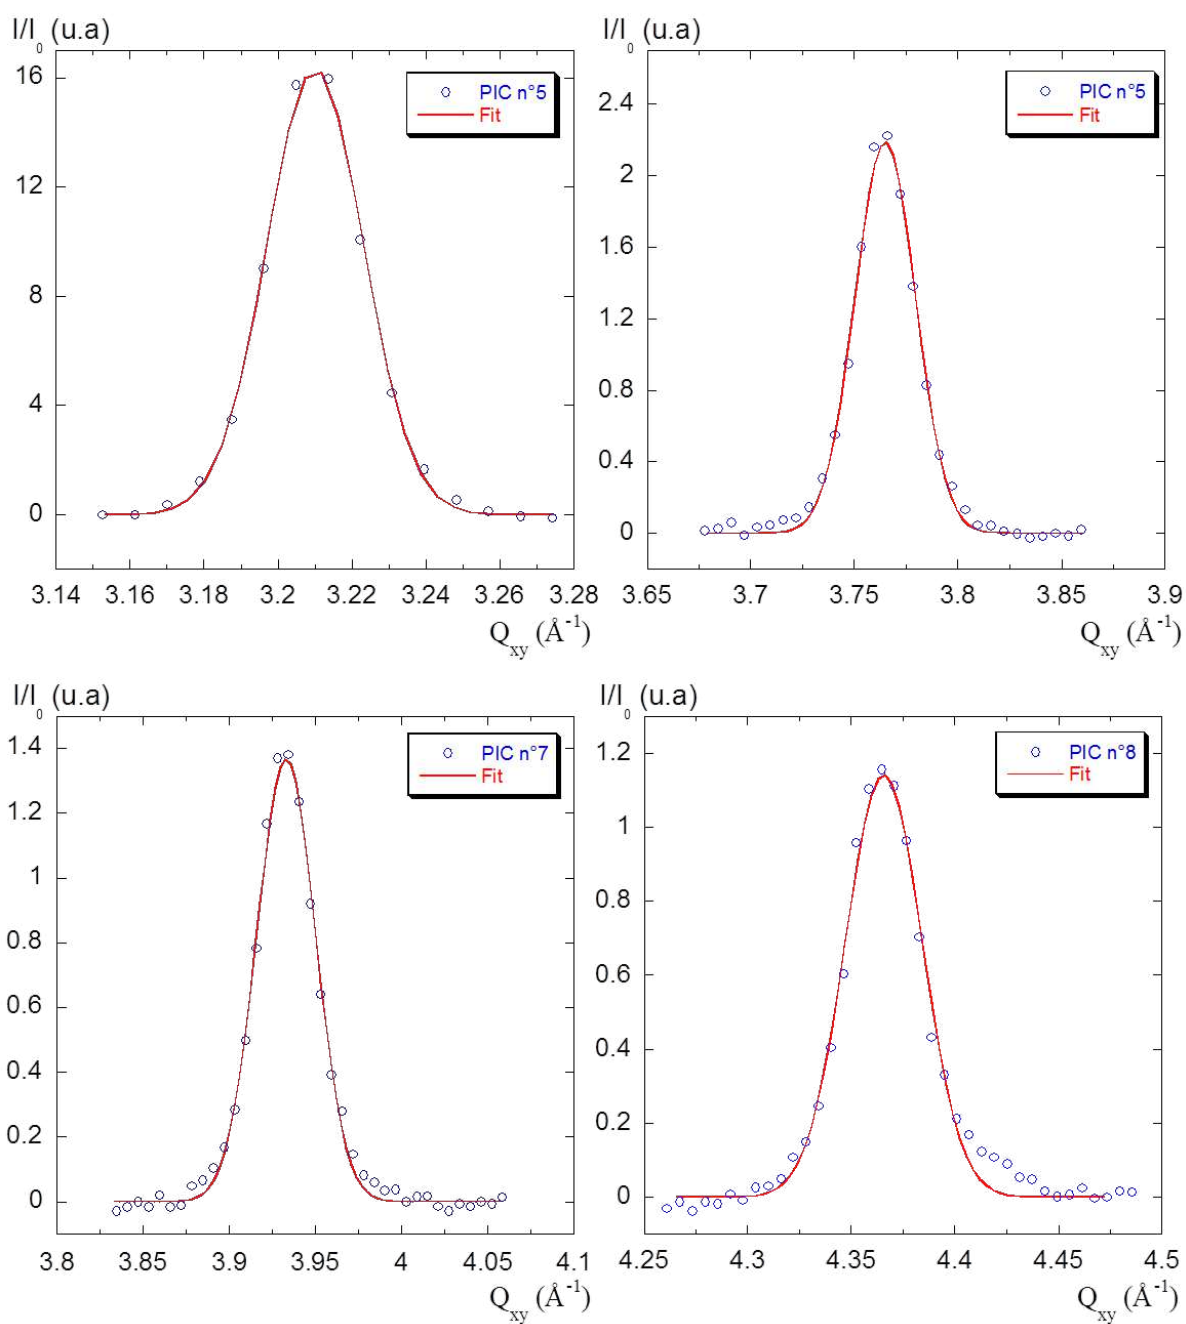 I/I0 (u.a)
16
12
8
4
0
PIC n°5
Fit
3.14 3.16 3.18 3.2 3.22 3.24 3.26 3.28
Qxy (Å-1)
I/I0 (u.a)
2.4
2
1.6
1.2
0.8
0.4
0
PIC n°5
Fit
3.65 3.7 3.75 3.8 3.85 3.9
Qxy (Å-1)
I/I0 (u.a)
1.4
1.2
1
0.8
0.6
0.4
0.2
0
PIC n°7
Fit
3.8 3.85 3.9 3.95 4 4.05 4.1
Qxy (Å-1)
I/I0 (u.a)
1.2
1
0.8
0.6
0.4
0.2
0
PIC n°8
Fit
4.25 4.3 4.35 4.4 4.45 4.5
Qxy (Å-1)